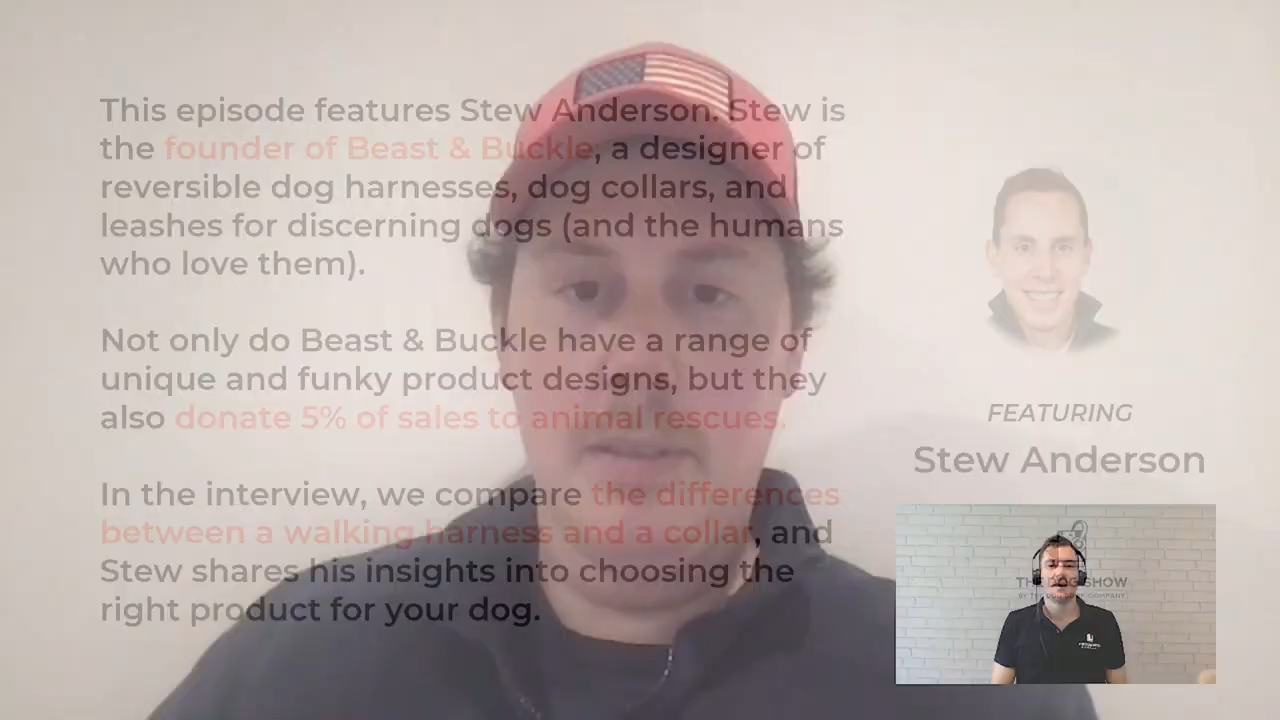 This episode features Stew Anderson. Stew is
the founder of Beast & Buckle, a designer of
reversible dog harnesses, dog collars, and
leashes for discerning dogs (and the humans
who love them).
Not only do Beast & Buckle have a range of
unique and funky product designs, but they
also donate 5% of sales to animal rescues.
In the interview, we compare the differences
between a walking harness and a collar, and
Stew shares his insights into choosing the
right product for your dog.
FEATURING
Stew Anderson
THE DOG SHOW